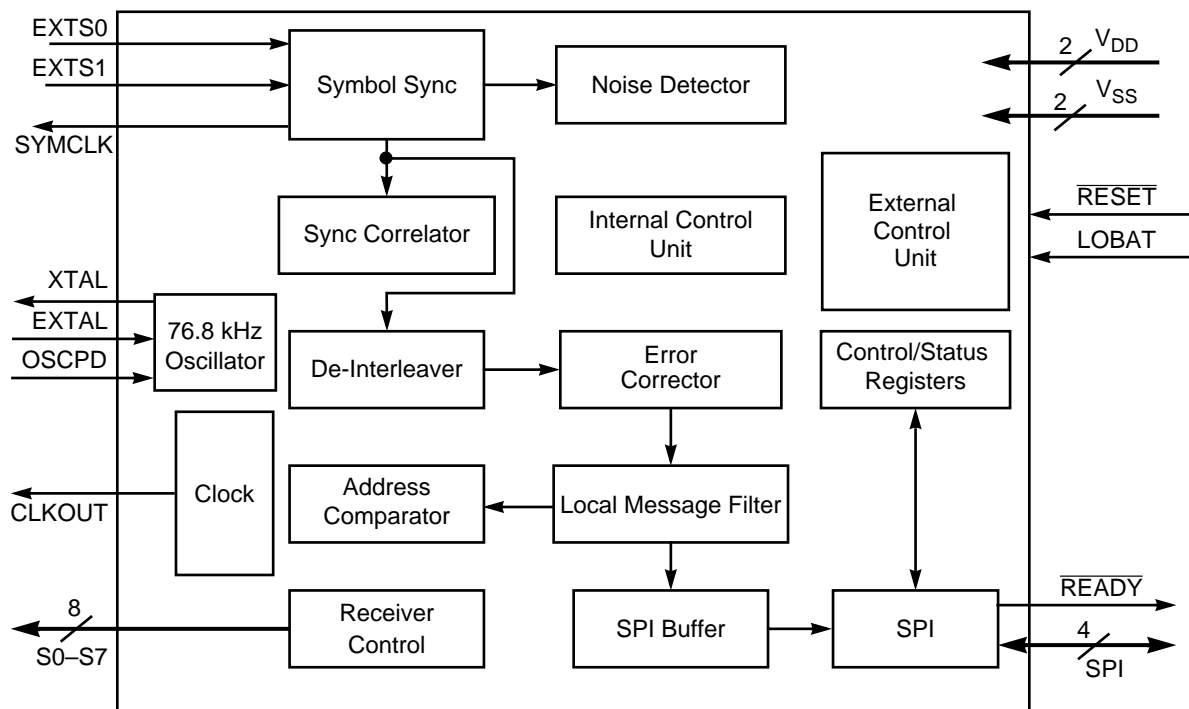 EXTS0
EXTS1
SYMCLK
Symbol Sync
Noise Detector
2
VDD
2
VSS
Sync Correlator
Internal Control
Unit
External
Control
Unit
RESET
LOBAT
XTAL
EXTAL
OSCPD
76.8 kHz
Oscillator
De-Interleaver
Error
Corrector
Control/Status
Registers
CLKOUT
Clock
Address
Comparator
Local Message Filter
8
S0–S7
Receiver
Control
SPI Buffer
SPI
READY
4
SPI